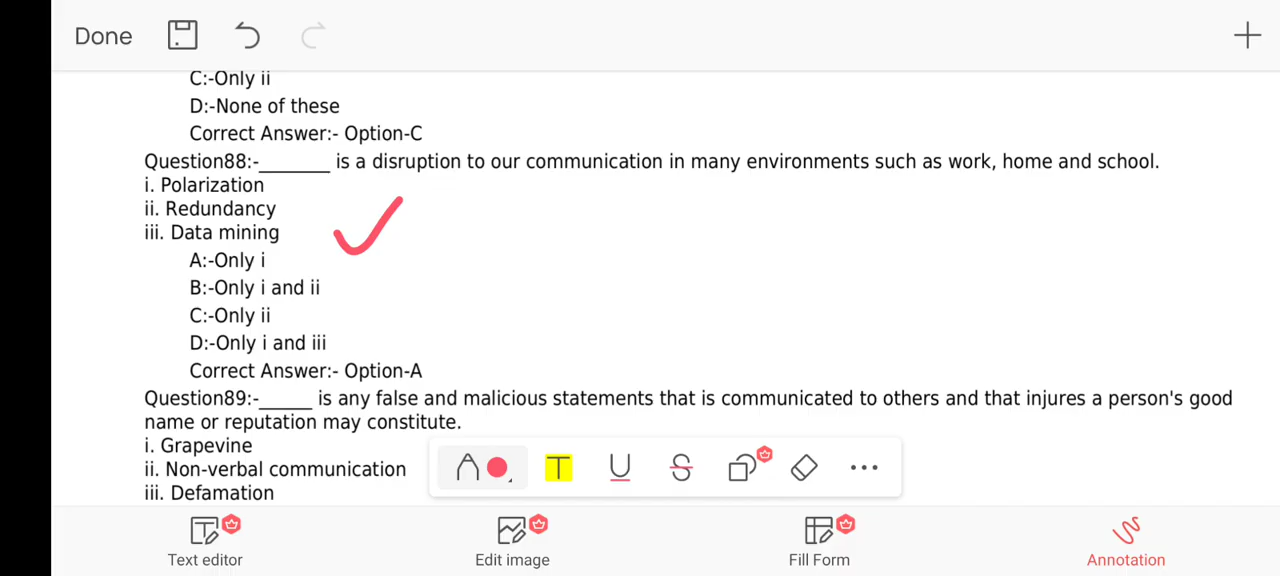 Done
C:-Only ii
D:-None of these
Correct Answer:- Option-C
Question88:-_______ is a disruption to our communication in many environments such as work, home and school.
i. Polarization
ii. Redundancy
iii. Data mining
A:-Only i
B:-Only i and ii
C:-Only ii
D:-Only i and iii
Correct Answer:- Option-A
Question89:-_____ is any false and malicious statements that is communicated to others and that injures a person's good
name or reputation may constitute.
i. Grapevine
ii. Non-verbal communication
iii. Defamation
T U S
Text editor Edit image Fill Form Annotation